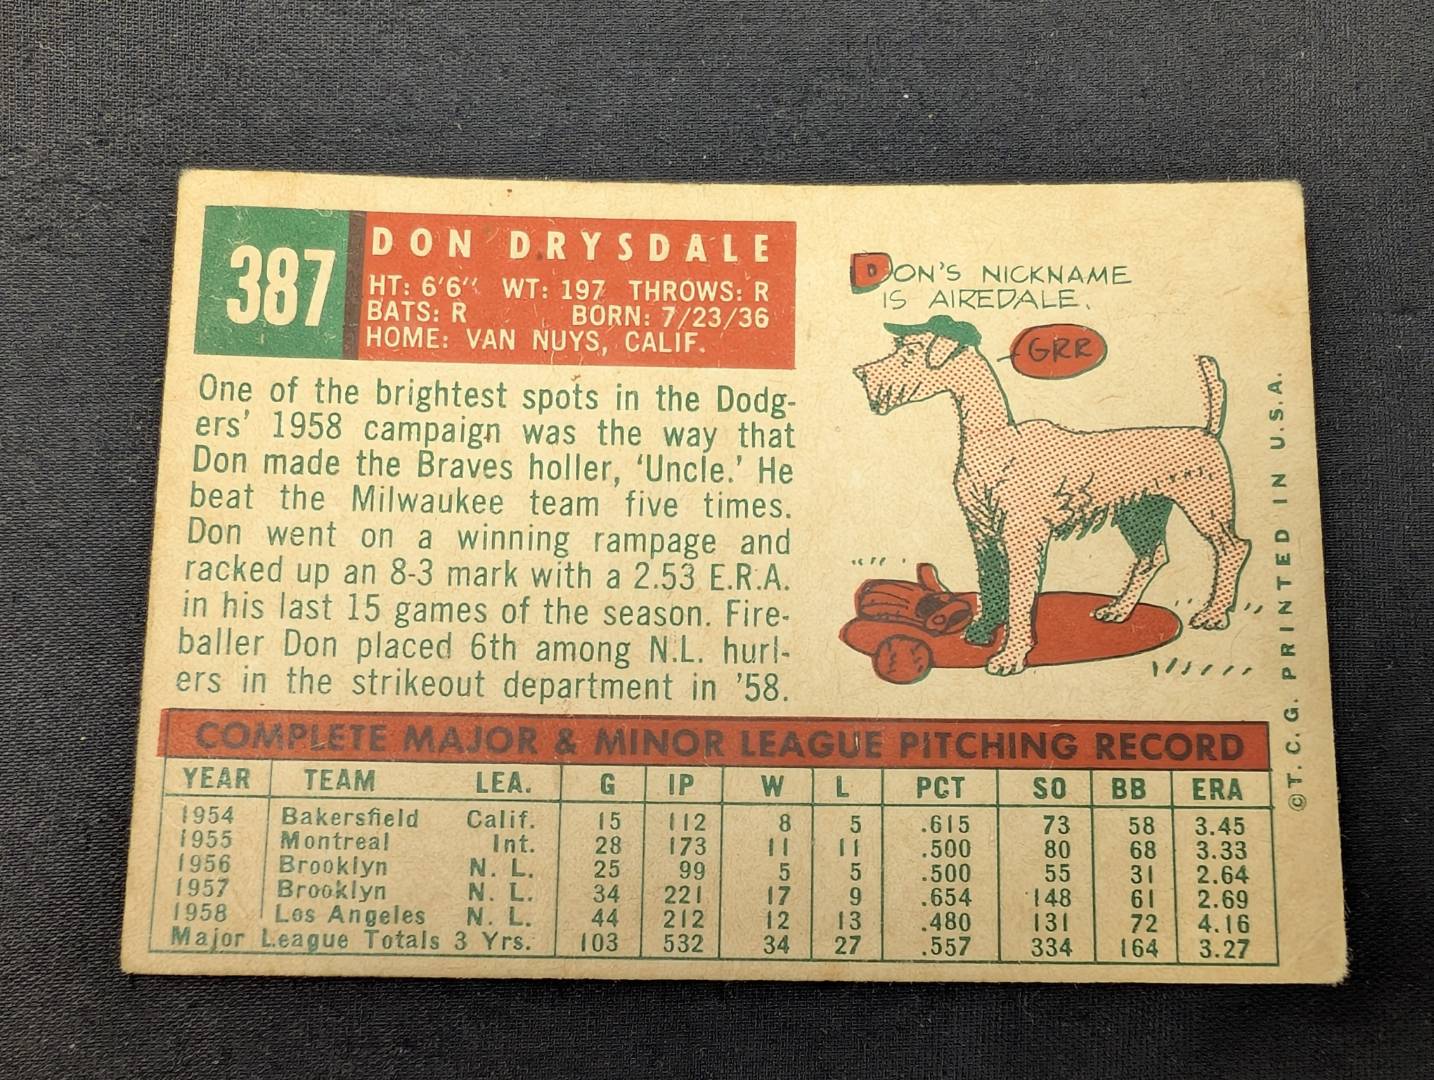 387
DON DRYSDALE
HT: 6'6" WT: 197 THROWS: R
BATS: R BORN: 7/23/36
HOME: VAN NUYS, CALIF.
One of the brightest spots in the Dodg-
ers' 1958 campaign was the way that
Don made the Braves holler, 'Uncle.' He
beat the Milwaukee team five times.
Don went on a winning rampage and
racked up an 8-3 mark with a 2.53 E.R.A.
in his last 15 games of the season. Fire-
baller Don placed 6th among N.L. hurl-
ers in the strikeout department in '58.
DON'S NICKNAME
IS AIREDALE.
GRR
COMPLETE MAJOR & MINOR LEAGUE PITCHING RECORD
YEAR TEAM LEA. G IP W L PCT SO BB ERA
1954 Bakersfield Calif. 15 112 8 5 .615 73 58 3.45
1955 Montreal Int. 28 173 11 11 .500 80 68 3.33
1956 Brooklyn N. L. 25 99 5 5 .500 55 31 2.64
1957 Brooklyn N. L. 34 221 17 9 .654 148 61 2.69
1958 Los Angeles N. L. 44 212 12 13 .480 131 72 4.16
Major League Totals 3 Yrs. 103 532 34 27 .557 334 164 3.27
©T. C. G. PRINTED IN U.S.A.